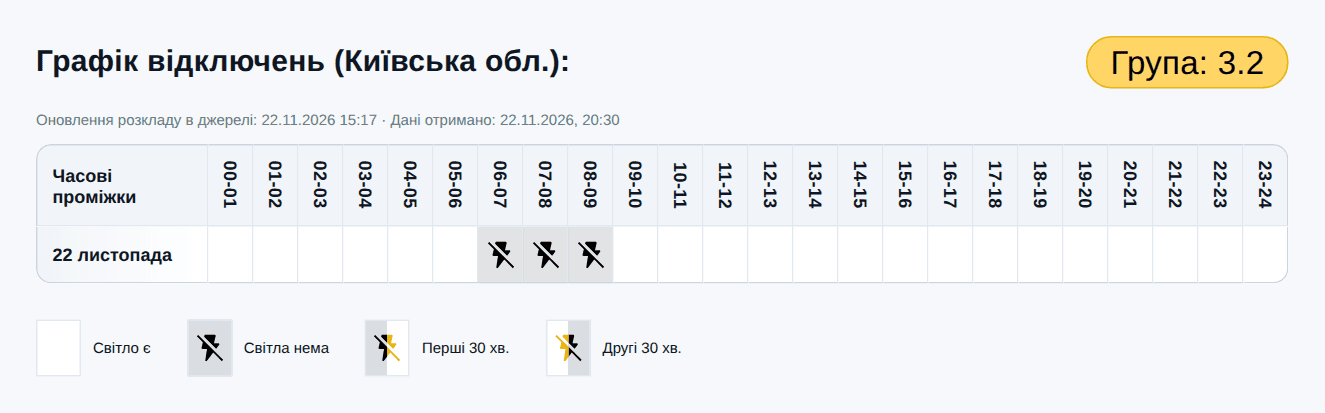 Графік відключень (Київська обл.):
Група: 3.2
Оновлення розкладу в джерелі: 22.11.2026 15:17 · Дані отримано: 22.11.2026, 20:30
Часові
проміжки
00-01
01-02
02-03
03-04
04-05
05-06
06-07
07-08
08-09
09-10
10-11
11-12
12-13
13-14
14-15
15-16
16-17
17-18
18-19
19-20
20-21
21-22
22-23
23-24
22 листопада
Світло є
Світла нема
Перші 30 хв.
Другі 30 хв.